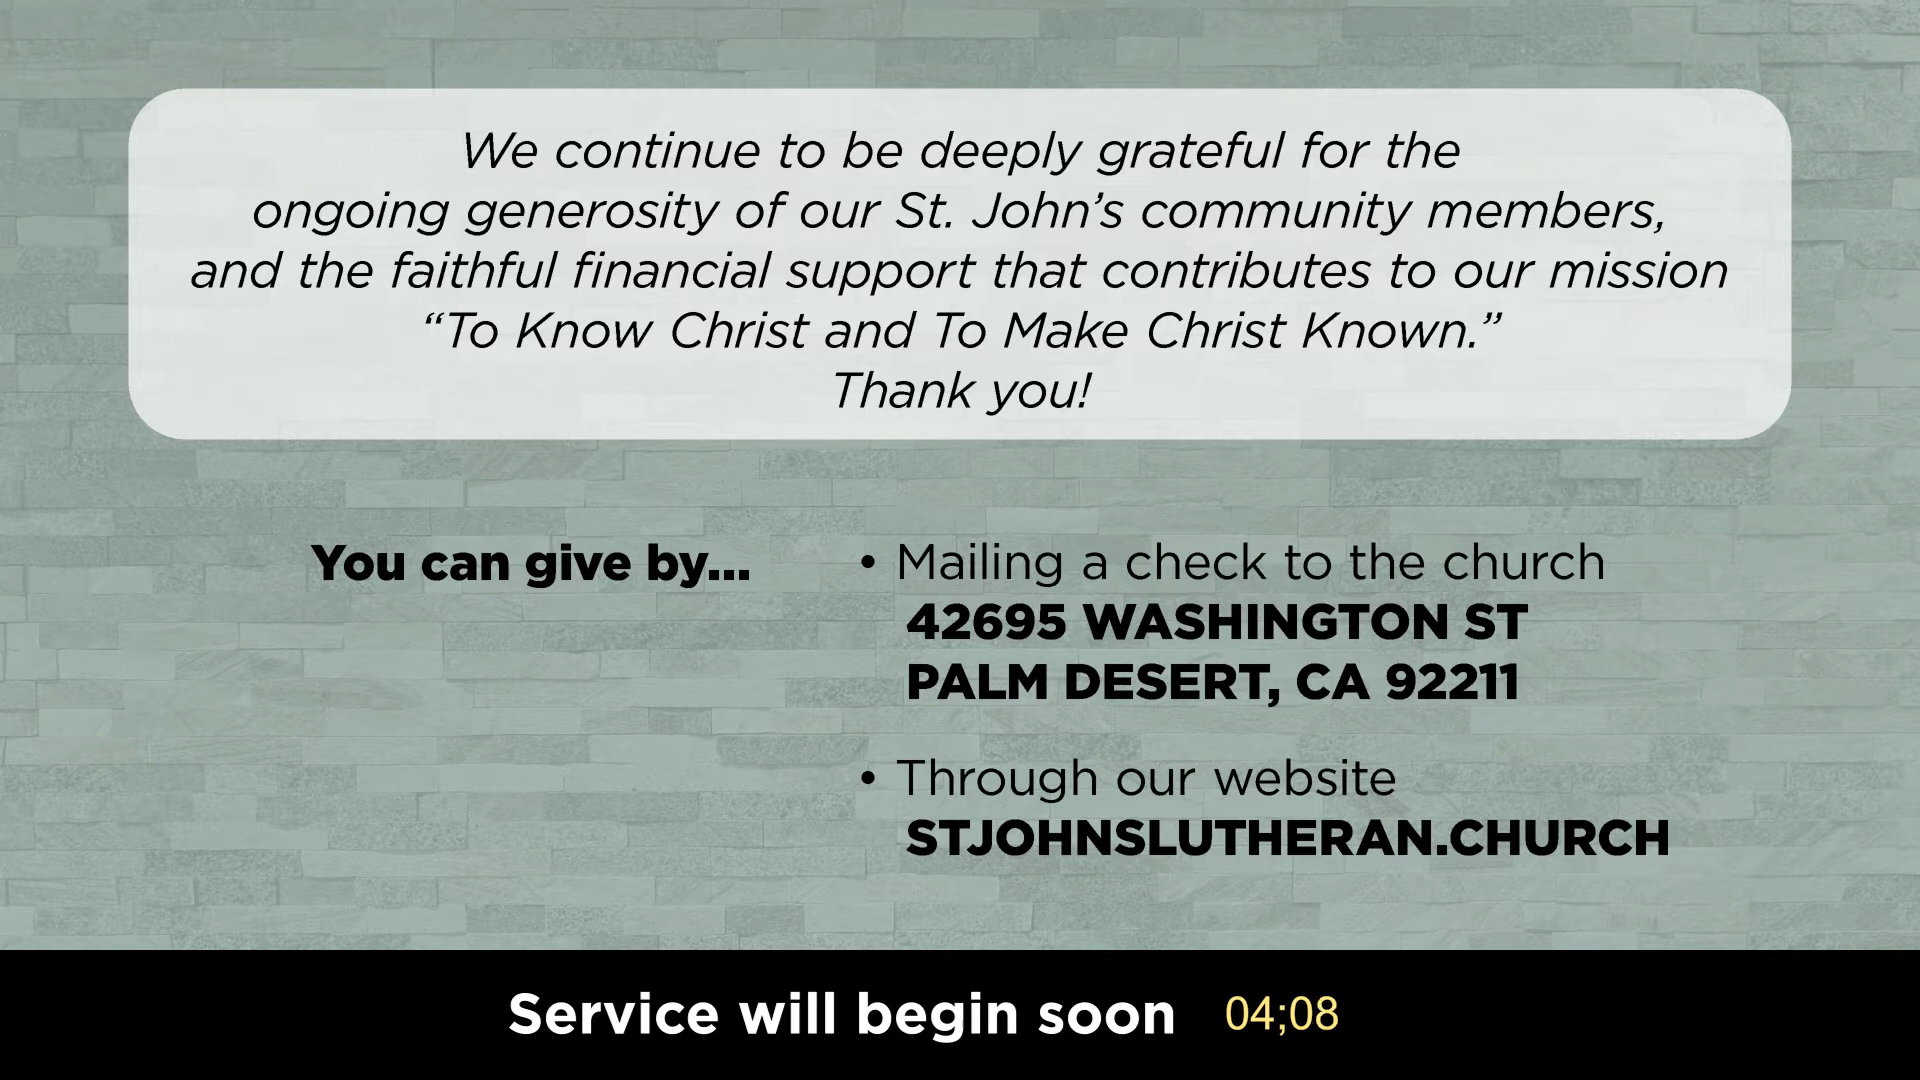 We continue to be deeply grateful for the
ongoing generosity of our St. John’s community members,
and the faithful financial support that contributes to our mission
“To Know Christ and To Make Christ Known.”
Thank you!
You can give by...
• Mailing a check to the church
42695 WASHINGTON ST
PALM DESERT, CA 92211
• Through our website
STJOHNSLUTHERAN.CHURCH
Service will begin soon 04;08